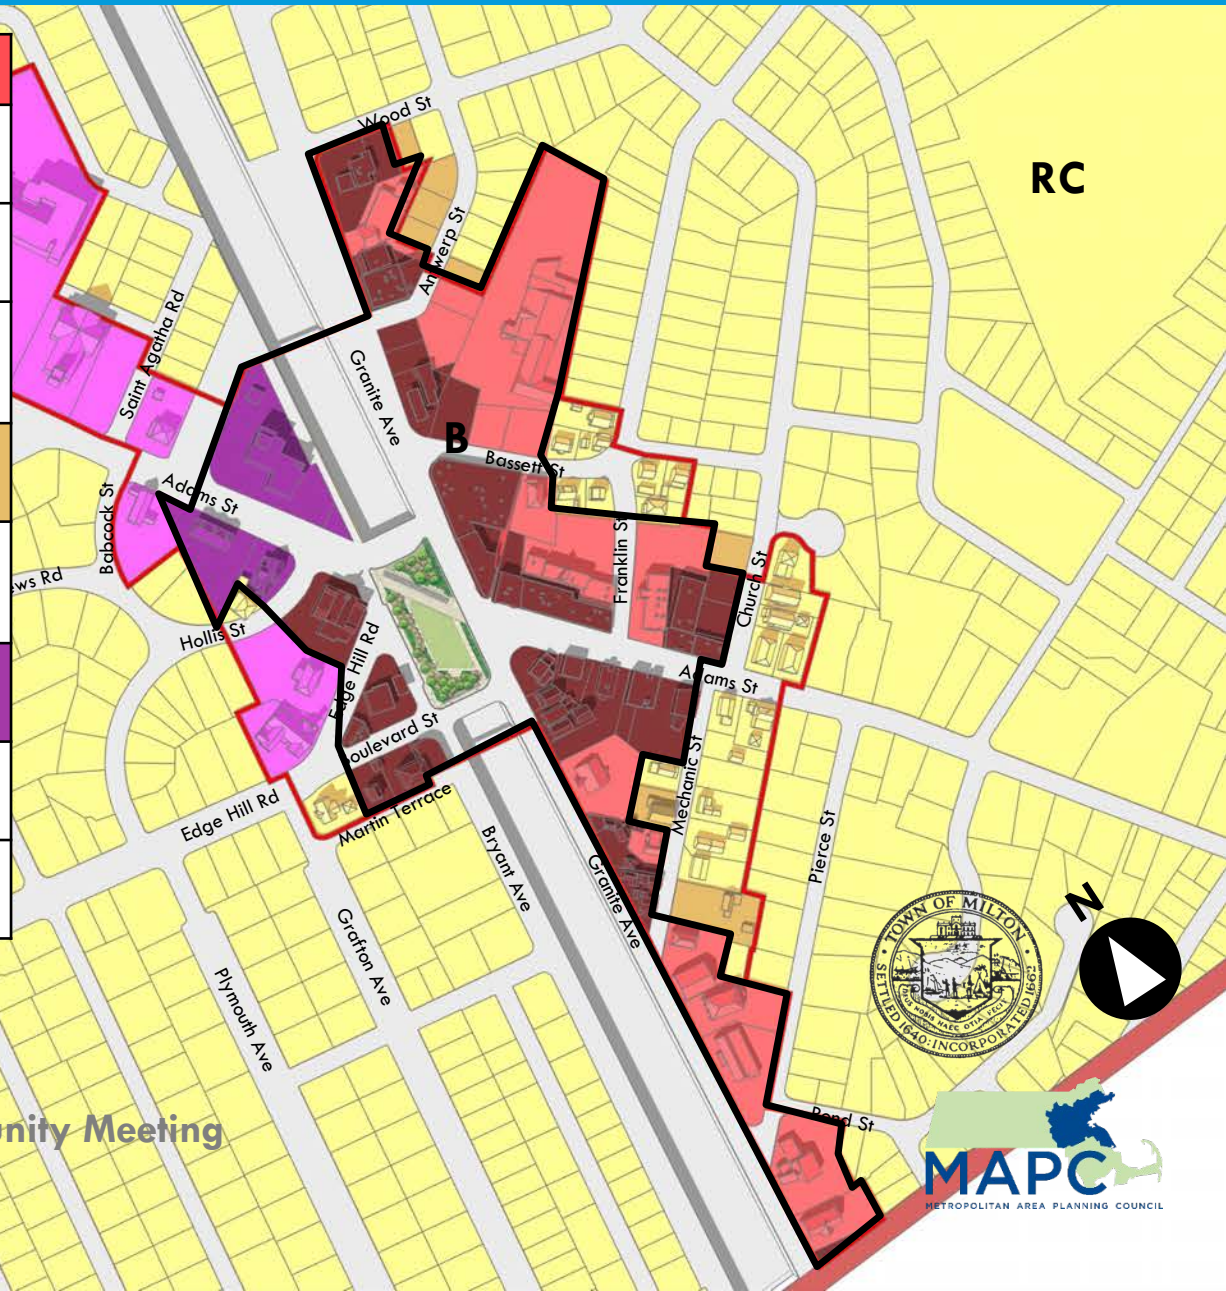 Wood St
RC
Antwerp St
Saint Agatha Rd
Granite Ave
B
Bassett St
Adams St
Babcock St
Franklin St
Church St
ews Rd
Hollis St
Edge Hill Rd
Adams St
Boulevard St
Mechanic St
Edge Hill Rd
Martin Terrace
Pierce St
Bryant Ave
Granite Ave
N
TOWN OF MILTON
SETTLED 1640: INCORPORATED 1662
Grafton Ave
Plymouth Ave
unity Meeting
Pond St
MAPC
METROPOLITAN AREA PLANNING COUNCIL